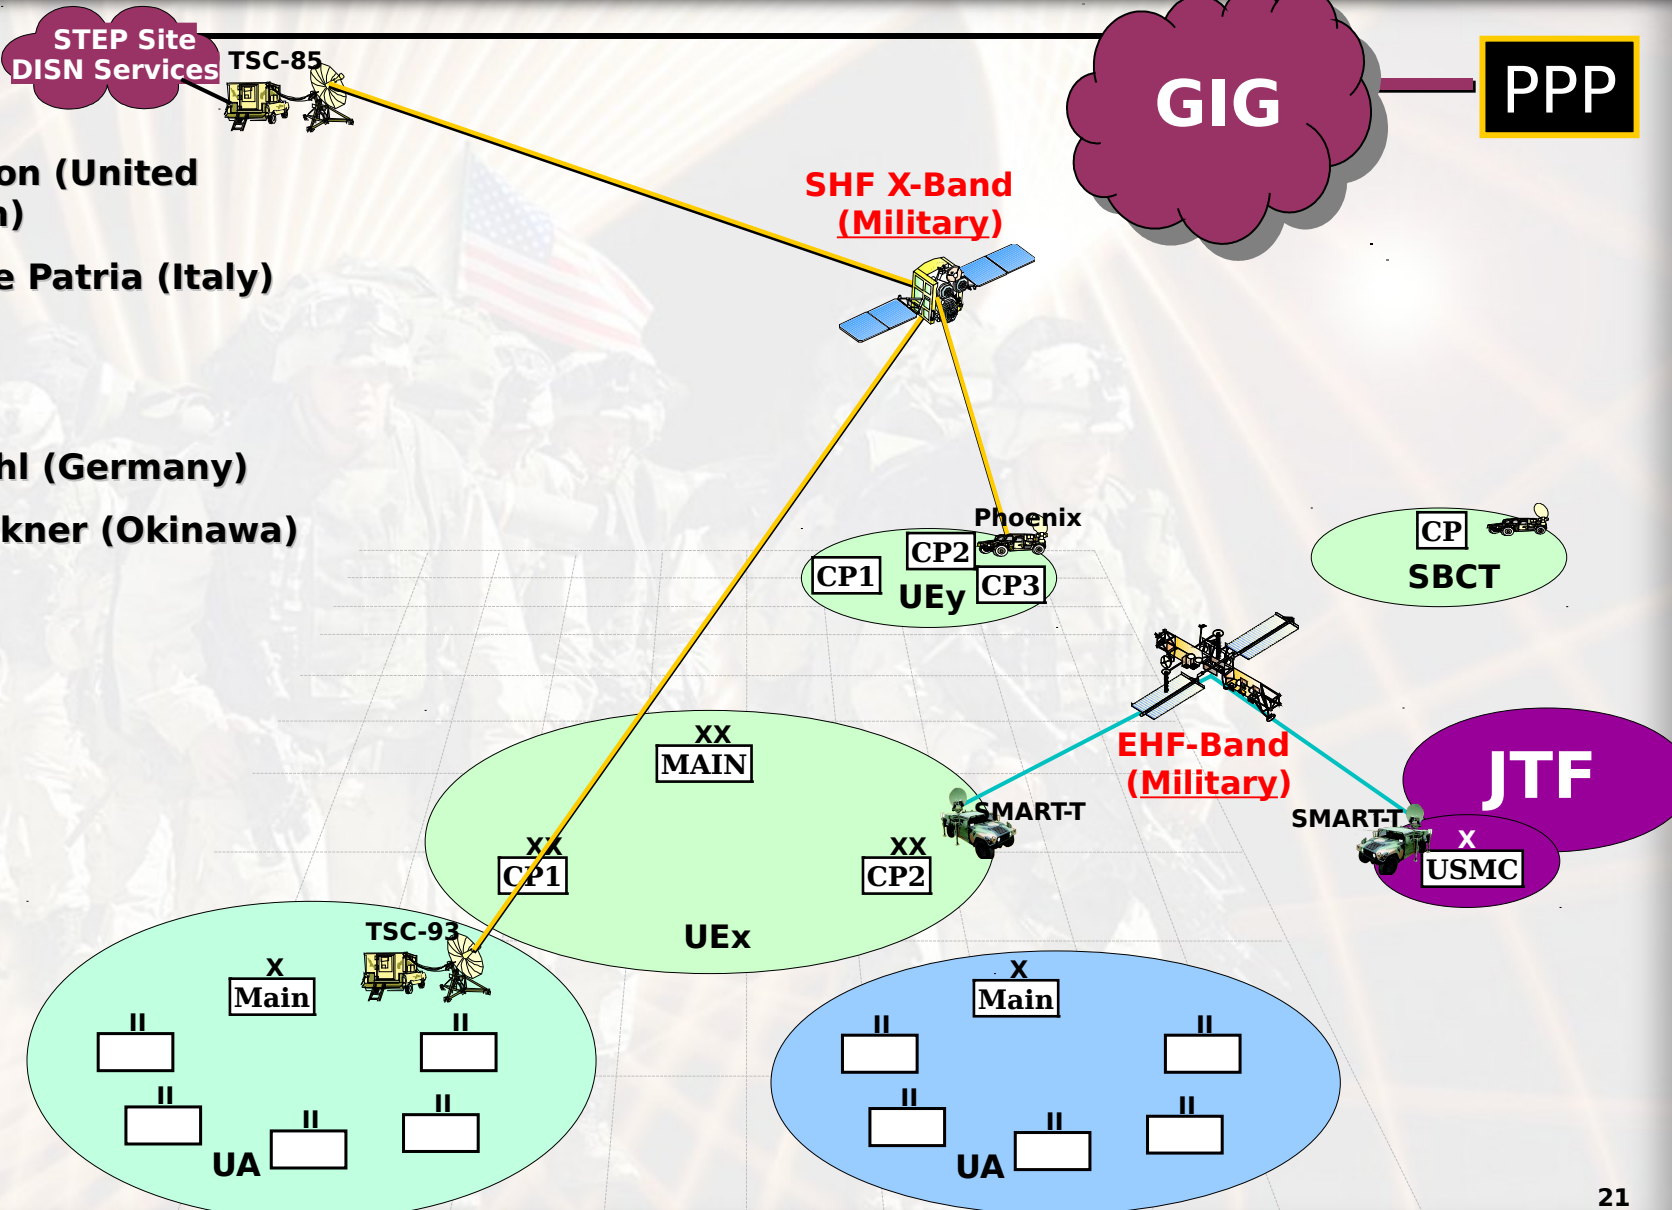 STEP Site
DISN Services
TSC-85
GIG
PPP
on (United
n)
SHF X-Band
(Military)
e Patria (Italy)
hl (Germany)
kner (Okinawa)
Phoenix
CP2
CP1
CP3
UEy
CP
SBCT
XX
MAIN
EHF-Band
(Military)
JTF
SMART-T
SMART-T
XX
CP1
XX
CP2
X
USMC
UEx
TSC-93
X
Main
II
II
II
II
II
UA
X
Main
II
II
II
II
II
UA
21